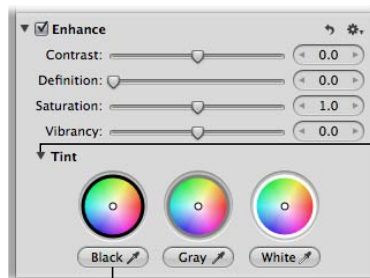 Enhance
Contrast: 0.0
Definition: 0.0
Saturation: 1.0
Vibrancy: 0.0
Tint
Black Gray White